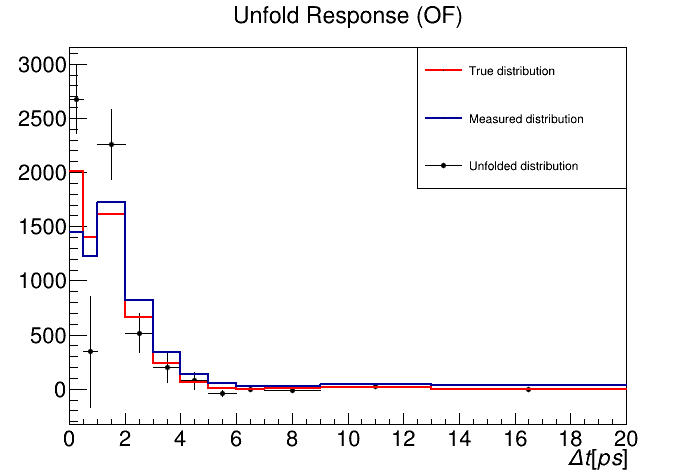 Unfold Response (OF)
True distribution
Measured distribution
Unfolded distribution
3000
2500
2000
1500
1000
500
0
0 2 4 6 8 10 12 14 16 18 20
Δt[ps]